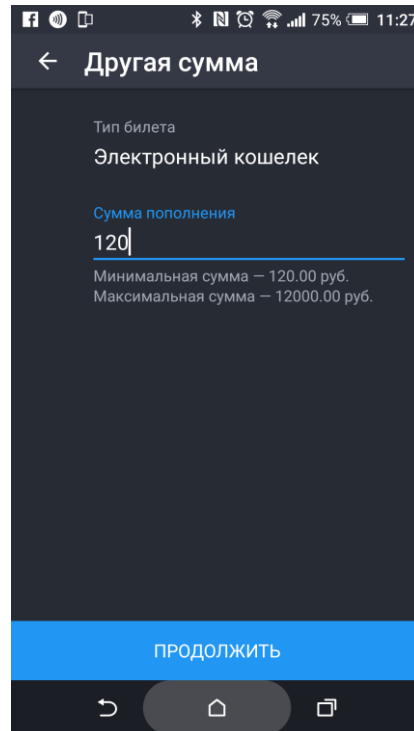 75% 11:27
Другая сумма
Тип билета
Электронный кошелек
Сумма пополнения
120
Минимальная сумма — 120.00 руб.
Максимальная сумма — 12000.00 руб.
ПРОДОЛЖИТЬ